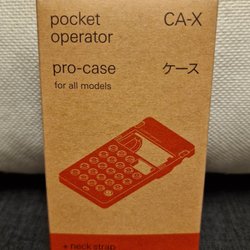 pocket CA-X
operator
pro-case ケース
for all models
+ neck strap